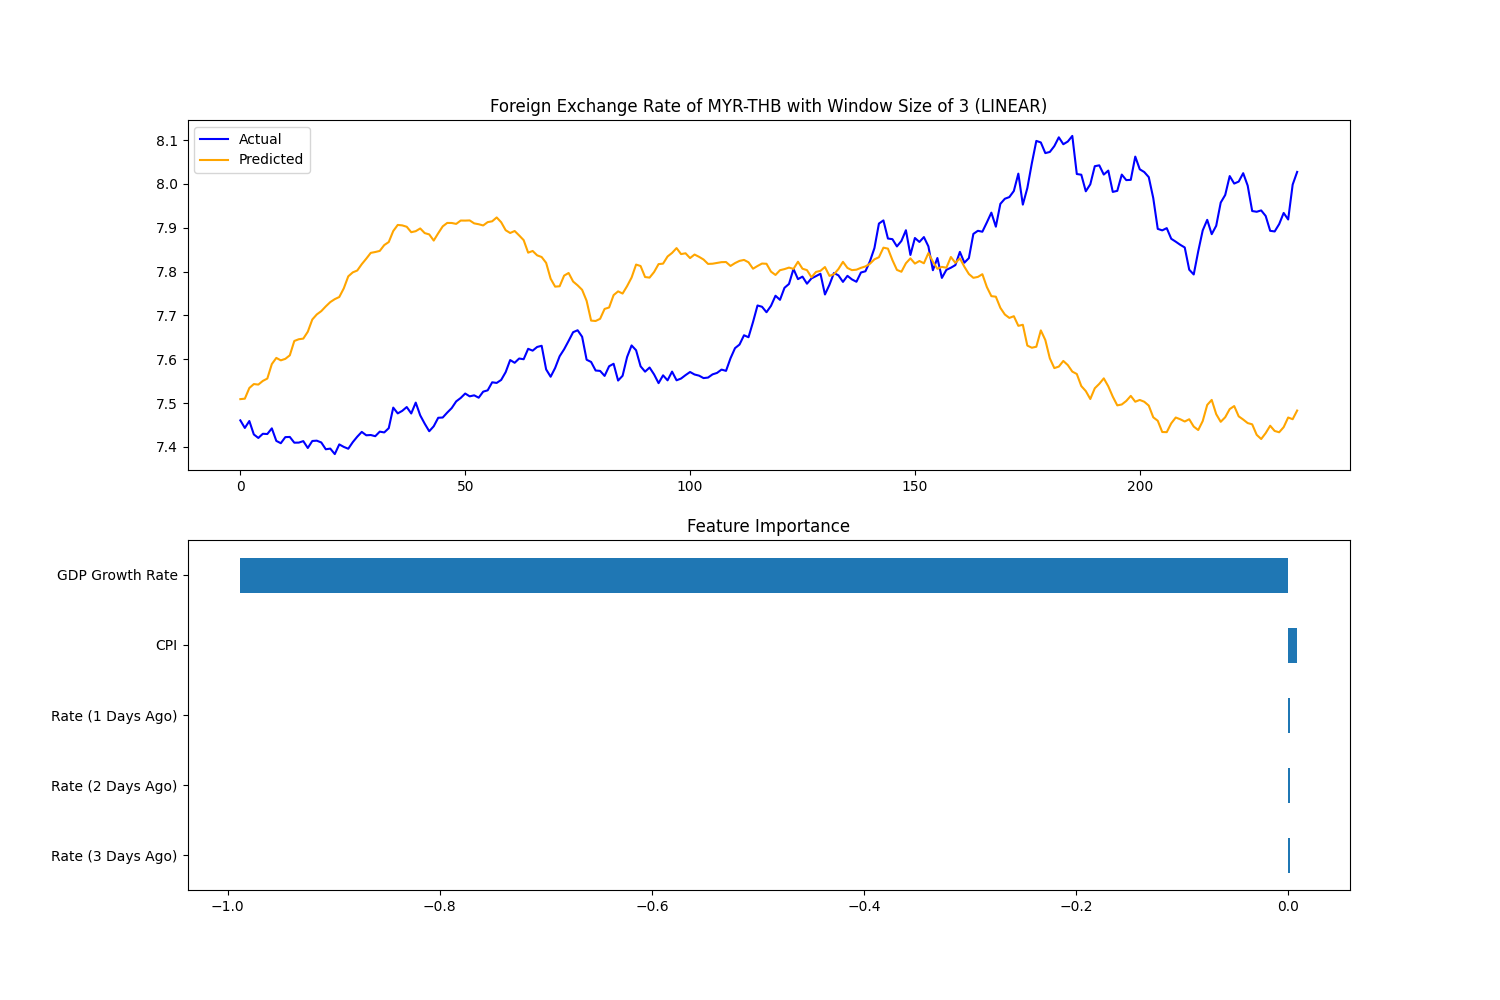 Foreign Exchange Rate of MYR-THB with Window Size of 3 (LINEAR)
Actual
Predicted
8.1
8.0
7.9
7.8
7.7
7.6
7.5
7.4
0 50 100 150 200
Feature Importance
GDP Growth Rate
CPI
Rate (1 Days Ago)
Rate (2 Days Ago)
Rate (3 Days Ago)
−1.0 −0.8 −0.6 −0.4 −0.2 0.0